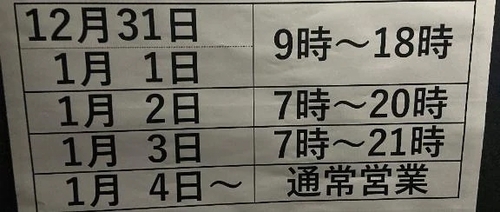 12月31日
9時～18時
1月 1日
1月 2日 7時～20時
1月 3日 7時～21時
1月 4日～ 通常営業